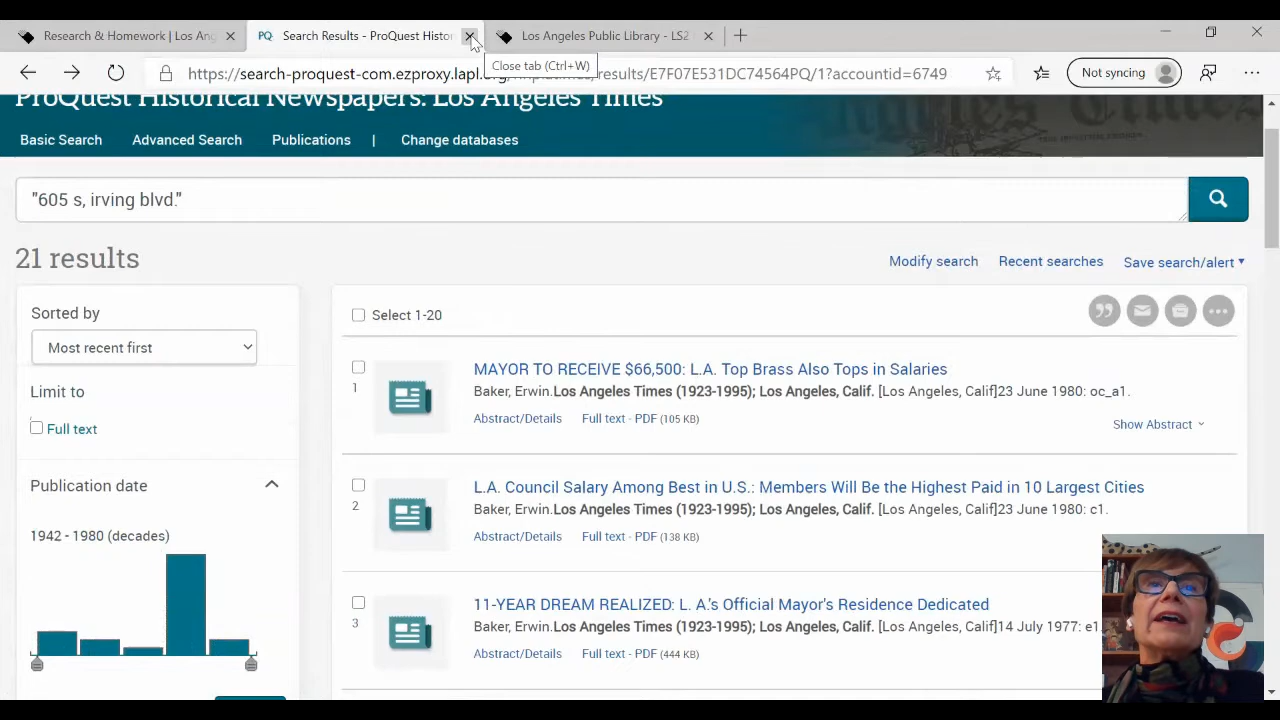 Research & Homework | Los Ang
Search Results - ProQuest Histor
Los Angeles Public Library - LS2
Close tab (Ctrl+W)
https://search-proquest-com.ezproxy.lapl. /results/E7F07E531DC74564PQ/1?accountid=6749
Not syncing
ProQuest Historical Newspapers: Los Angeles Times
Basic Search
Advanced Search
Publications
|
Change databases
"605 s, irving blvd."
21 results
Modify search
Recent searches
Save search/alert
Sorted by
Most recent first
Limit to
Full text
Publication date
1942 - 1980 (decades)
Select 1-20
1
MAYOR TO RECEIVE $66,500: L.A. Top Brass Also Tops in Salaries
Baker, Erwin.Los Angeles Times (1923-1995); Los Angeles, Calif. [Los Angeles, Calif]23 June 1980: oc_a1.
Abstract/Details Full text - PDF (105 KB)
Show Abstract
2
L.A. Council Salary Among Best in U.S.: Members Will Be the Highest Paid in 10 Largest Cities
Baker, Erwin.Los Angeles Times (1923-1995); Los Angeles, Calif. [Los Angeles, Calif]23 June 1980: c1.
Abstract/Details Full text - PDF (138 KB)
3
11-YEAR DREAM REALIZED: L. A.'s Official Mayor's Residence Dedicated
Baker, Erwin.Los Angeles Times (1923-1995); Los Angeles, Calif. [Los Angeles, Calif]14 July 1977: e1
Abstract/Details Full text - PDF (444 KB)